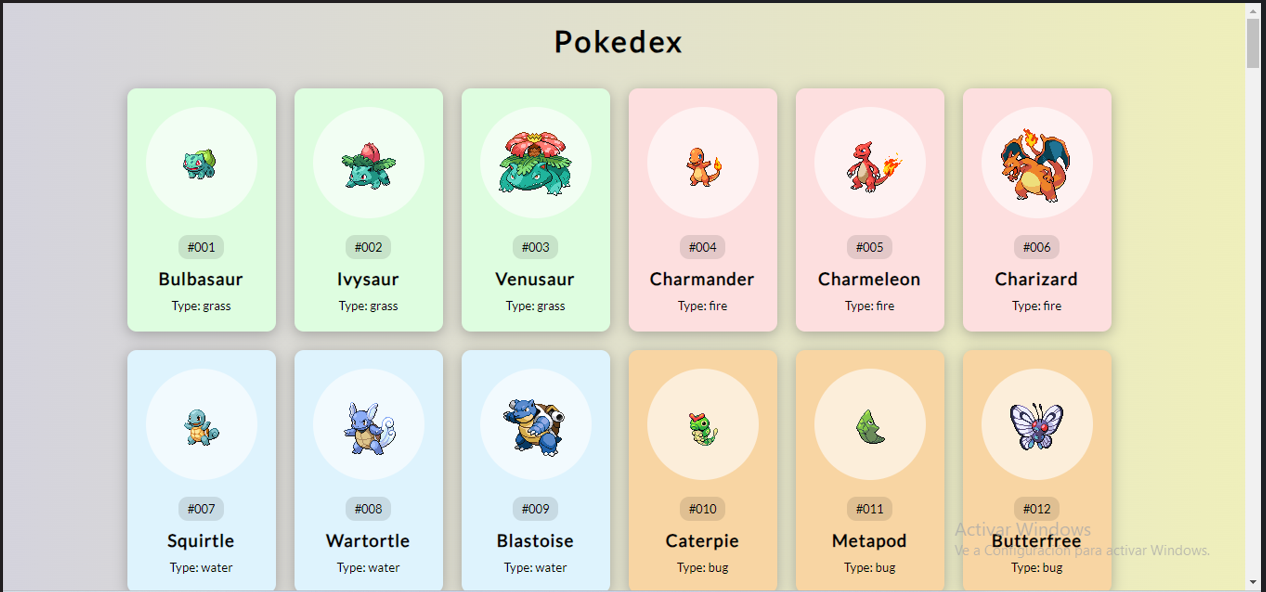 Pokedex
#001 #002 #003 #004 #005 #006
Bulbasaur Ivysaur Venusaur Charmander Charmeleon Charizard
Type: grass Type: grass Type: grass Type: fire Type: fire Type: fire
#007 #008 #009 #010 #011 #012
Squirtle Wartortle Blastoise Caterpie Metapod Butterfree
Type: water Type: water Type: water Type: bug Type: bug Type: bug
Activar Windows
Ve a Configuración para activar Windows.